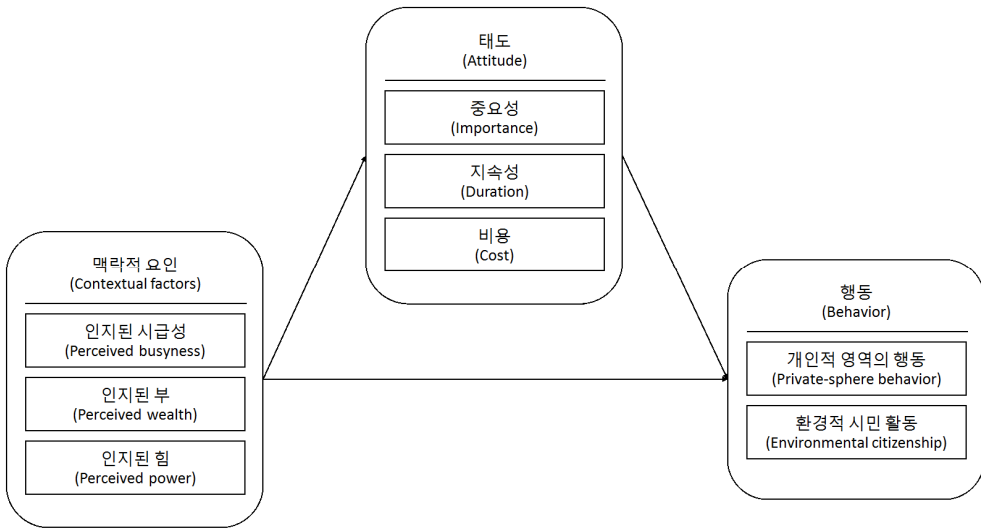 태도
(Attitude)
중요성
(Importance)
지속성
(Duration)
비용
(Cost)
맥락적 요인
(Contextual factors)
인지된 시급성
(Perceived busyness)
인지된 부
(Perceived wealth)
인지된 힘
(Perceived power)
행동
(Behavior)
개인적 영역의 행동
(Private-sphere behavior)
환경적 시민 활동
(Environmental citizenship)